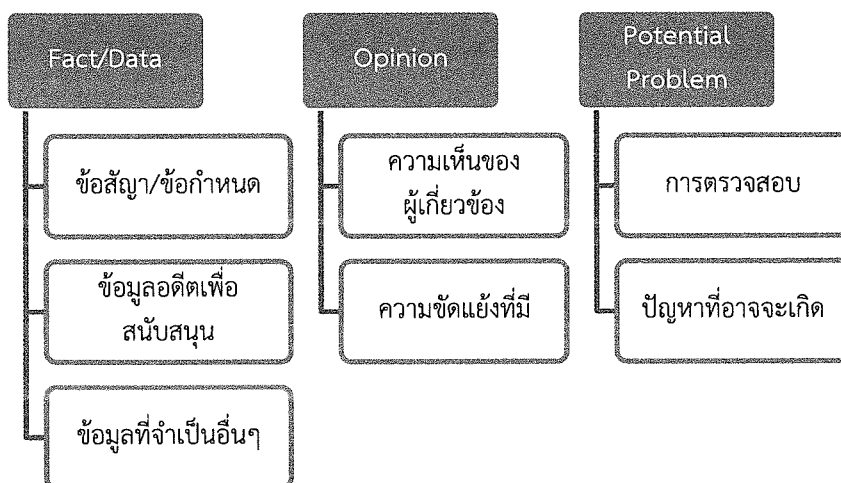 Fact/Data
ข้อสัญา/ข้อกำหนด
ข้อมูลอดีตเพื่อ
สนับสนุน
ข้อมูลที่จำเป็นอื่นๆ
Opinion
ความเห็นของ
ผู้เกี่ยวข้อง
ความขัดแย้งที่มี
Potential
Problem
การตรวจสอบ
ปัญหาที่อาจจะเกิด